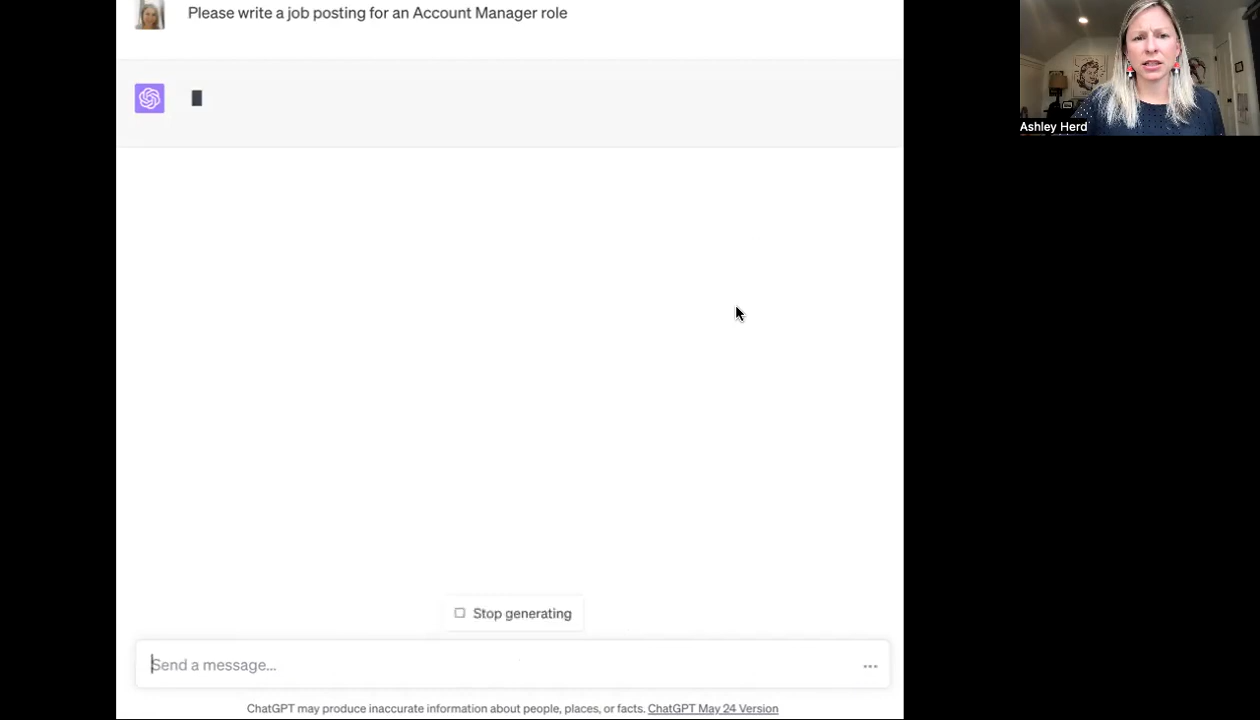 Please write a job posting for an Account Manager role
Ashley Herd
Stop generating
Send a message...
ChatGPT may produce inaccurate information about people, places, or facts. ChatGPT May 24 Version